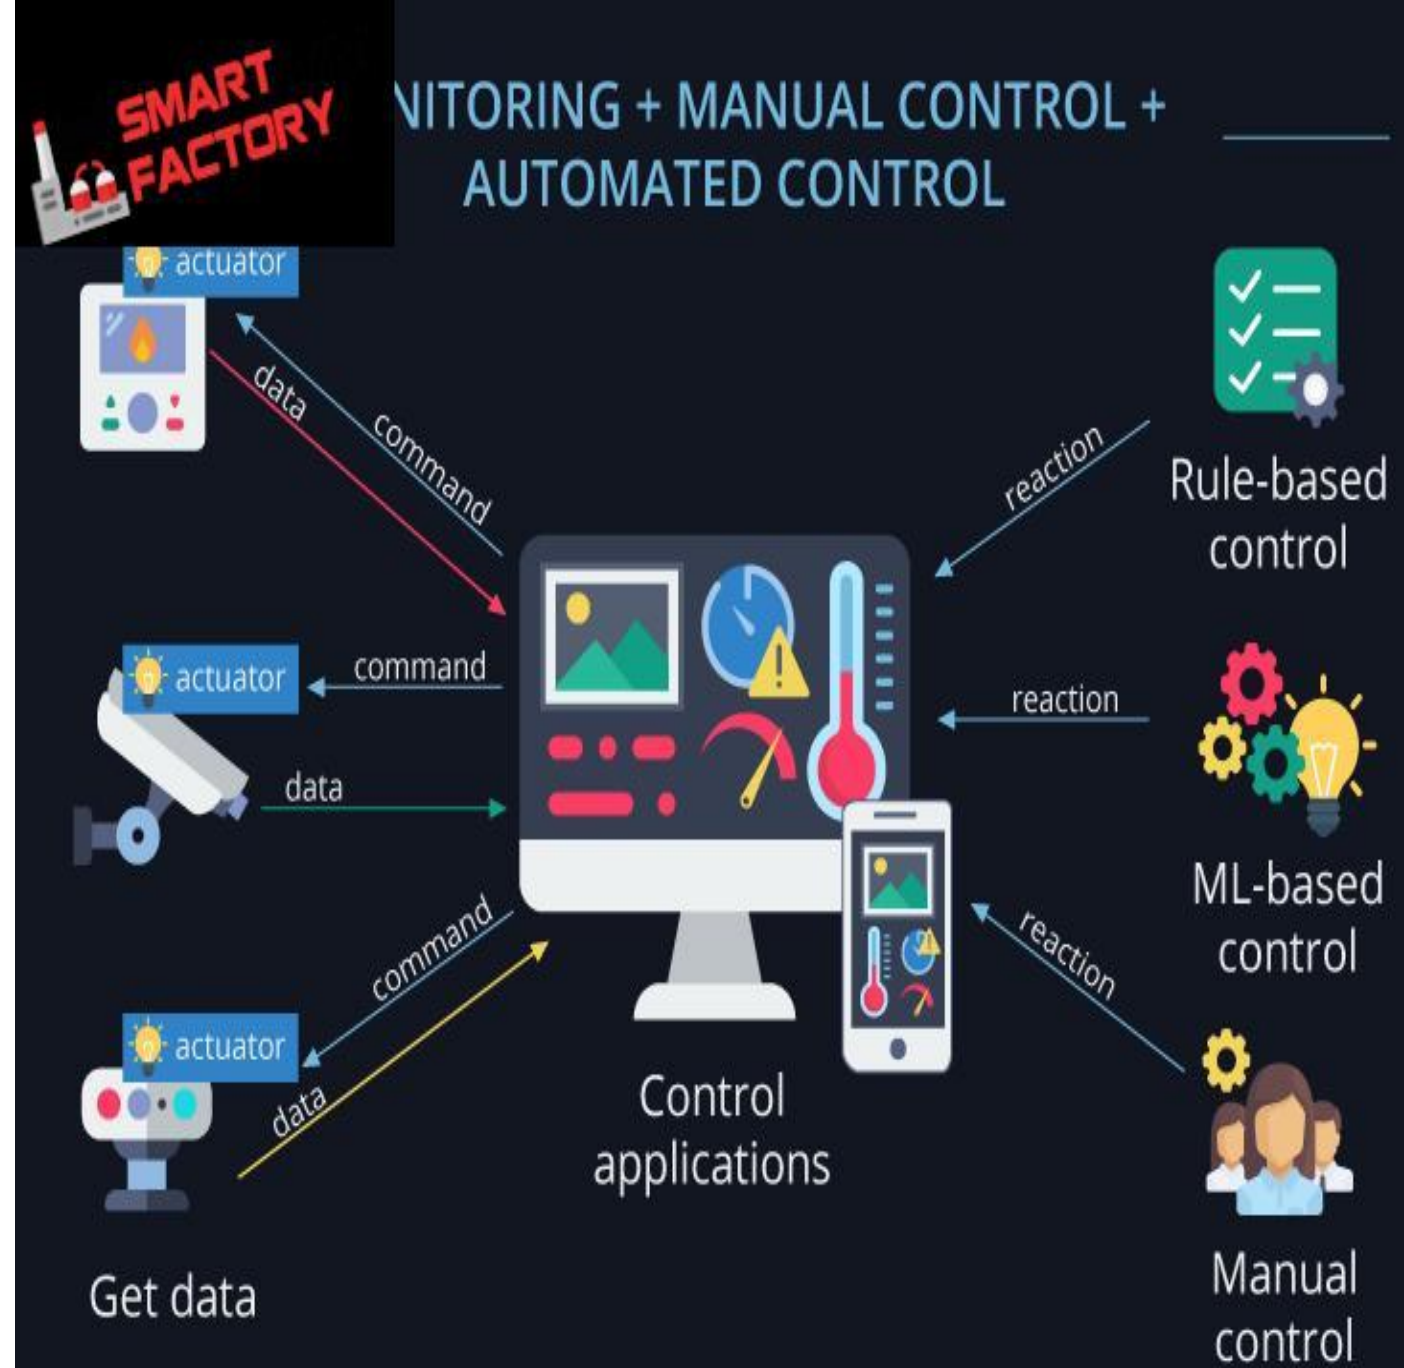 SMART
FACTORY
NITORING + MANUAL CONTROL +
AUTOMATED CONTROL
actuator
data
command
reaction
Rule-based
control
actuator
command
data
reaction
ML-based
control
actuator
command
data
reaction
Control
applications
Get data
Manual
control